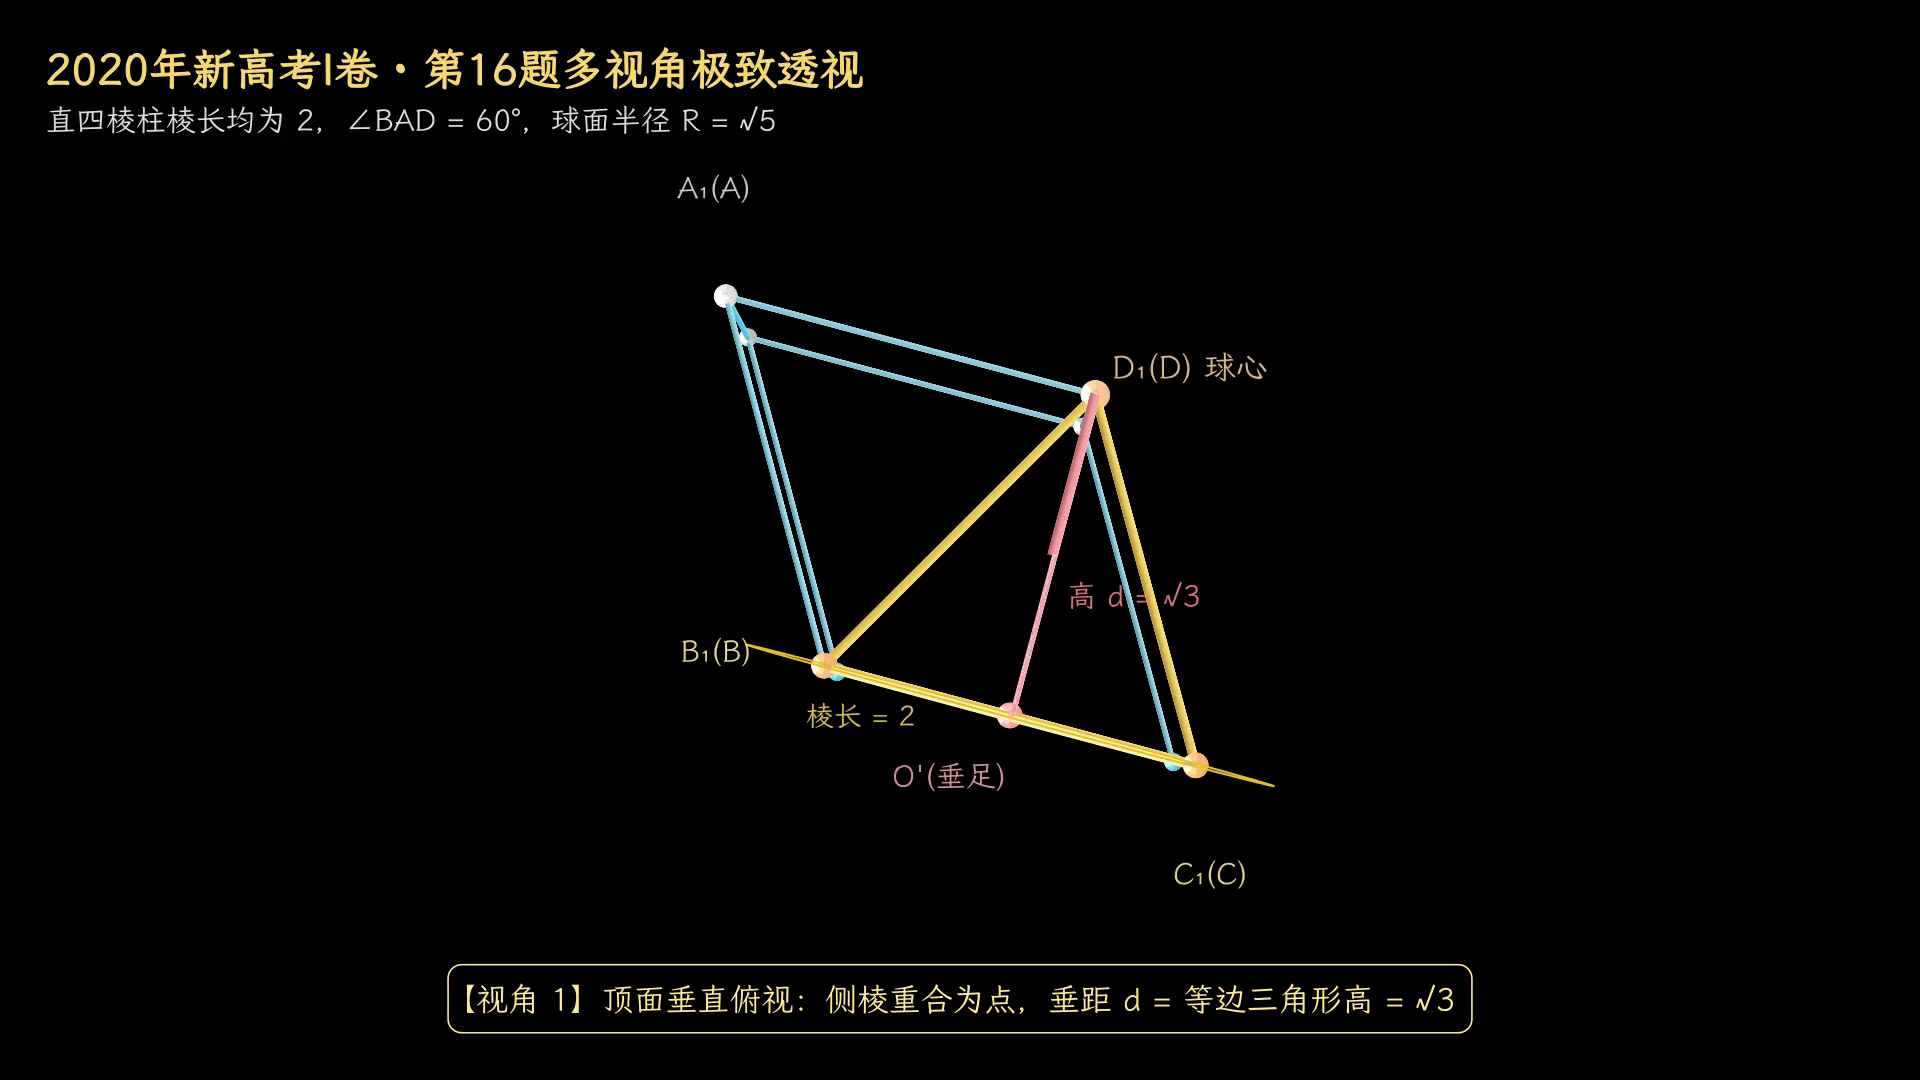 2020年新高考I卷·第16题多视角极致透视
直四棱柱棱长均为 2，∠BAD = 60°，球面半径 R = √5
A₁(A)
D₁(D) 球心
高 d = √3
B₁(B)
棱长 = 2
O'(垂足)
C₁(C)
【视角 1】顶面垂直俯视：侧棱重合为点，垂距 d = 等边三角形高 = √3